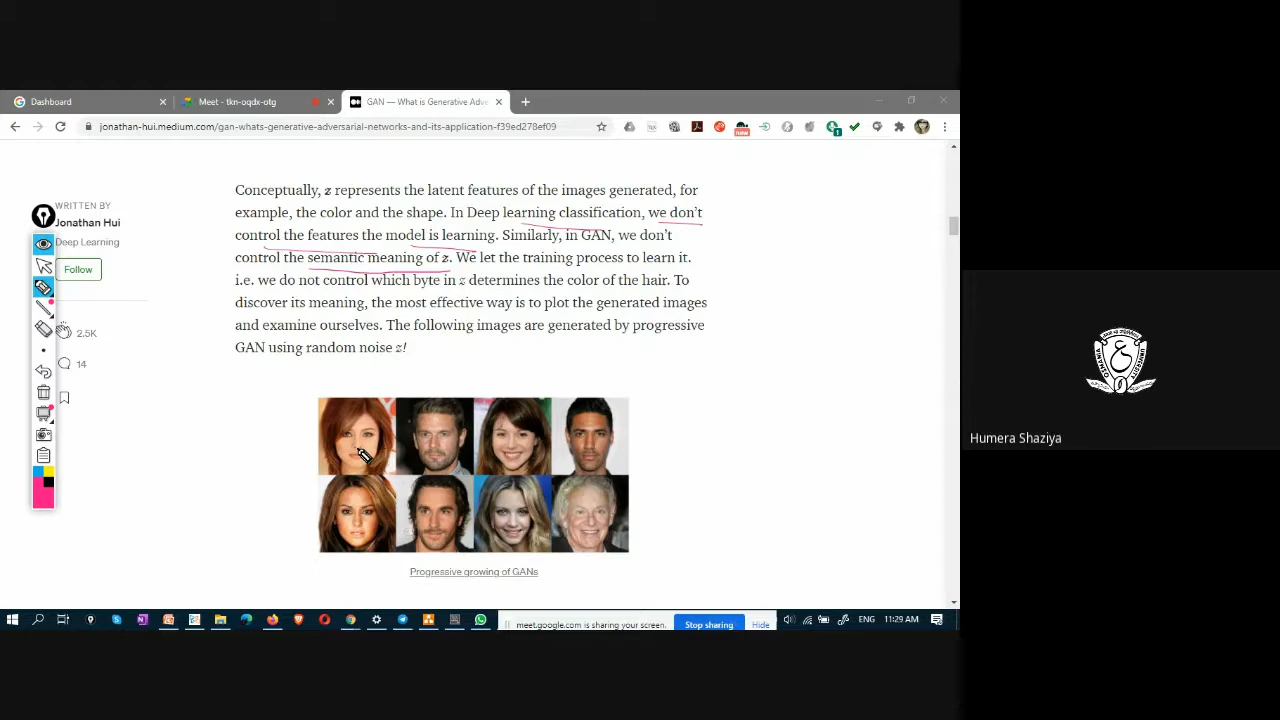 Dashboard
Meet - tkn-oqdx-otg
GAN — What is Generative Adve
jonathan-hui.medium.com/gan-whats-generative-adversarial-networks-and-its-application-f39ed278ef09
new
1
WRITTEN BY
Jonathan Hui
Deep Learning
Follow
2.5K
14
Conceptually, z represents the latent features of the images generated, for
example, the color and the shape. In Deep learning classification, we don't
control the features the model is learning. Similarly, in GAN, we don't
control the semantic meaning of z. We let the training process to learn it.
i.e. we do not control which byte in z determines the color of the hair. To
discover its meaning, the most effective way is to plot the generated images
and examine ourselves. The following images are generated by progressive
GAN using random noise z!
Progressive growing of GANs
meet.google.com is sharing your screen.
Stop sharing
Hide
ENG
11:29 AM
OSMANIA UNIVERSITY
Humera Shaziya